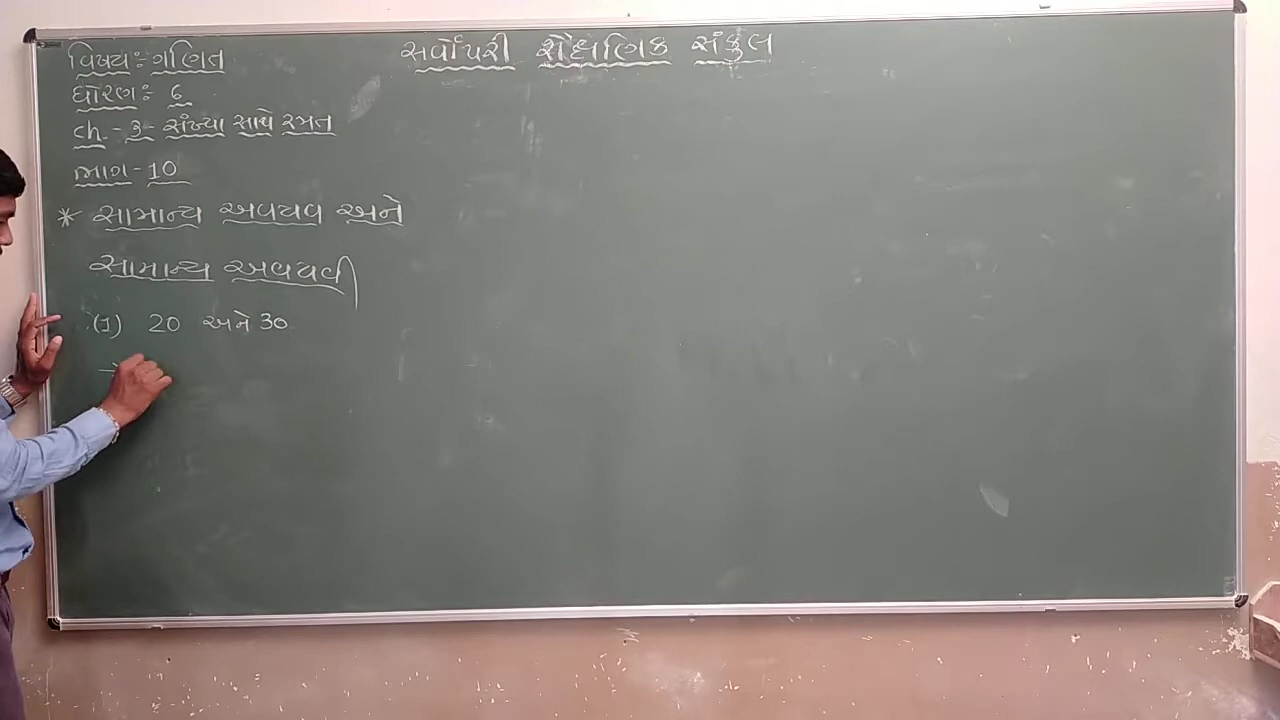 સર્વોપરી શૈક્ષણિક સંકુલ
વિષય:- ગણિત
ધોરણ:- 6
ch. - 3 - સંખ્યા સાથે રમત
ભાગ - 10
* સામાન્ય અવયવ અને
સામાન્ય અવયવી
(1) 20 અને 30
→